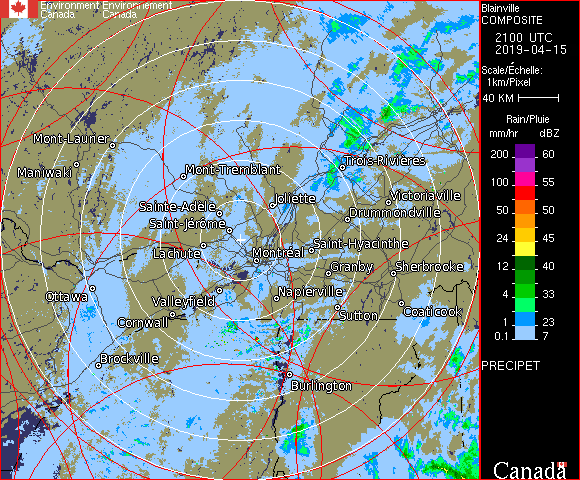 Environment Environnement
Canada Canada
Blainville
COMPOSITE
2100 UTC
2019-04-15
Scale/Échelle:
1km/Pixel
40 KM
Rain/Pluie
mm/hr dBZ
200 60
100 55
50 50
24 45
12 40
4 33
1 23
0.1 7
PRECIPET
Mont-Laurier
Maniwaki
Mont-Tremblant
Trois-Rivières
Joliette
Victoriaville
Sainte-Adele
Drummondville
Saint-Jérôme
Lachute
Montréal
Saint-Hyacinthe
Granby
Sherbrooke
Ottawa
Valleyfield
Napierville
Cornwall
Sutton
Coaticook
Brockville
Burlington
Canada